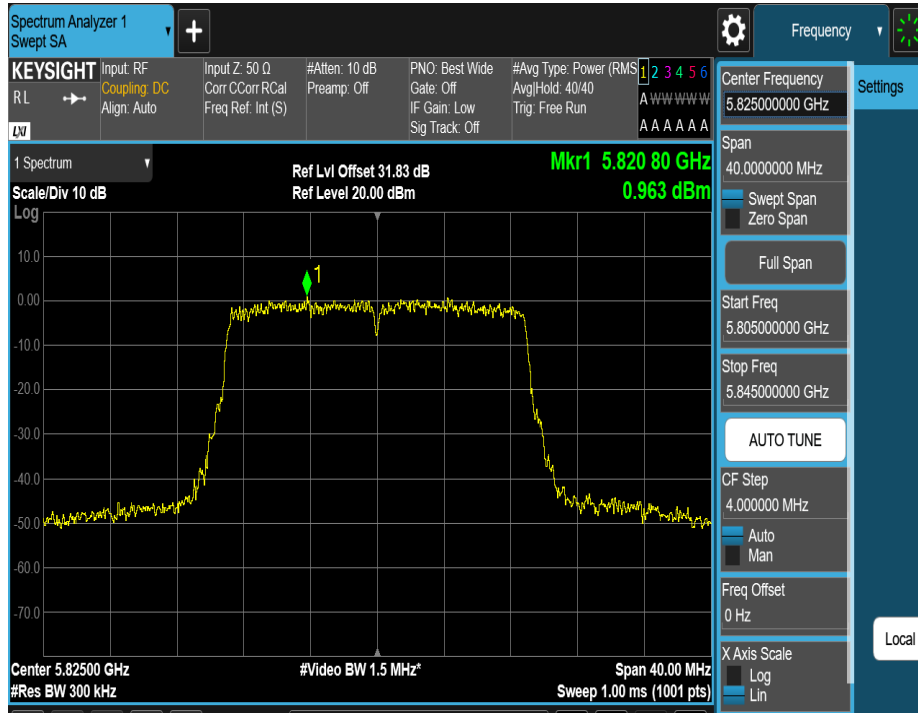 Spectrum Analyzer 1
Swept SA
Frequency
KEYSIGHT
RL
LXI
Input: RF
Coupling: DC
Align: Auto
Input Z: 50 Ω
Corr CCorr RCal
Freq Ref: Int (S)
#Atten: 10 dB
Preamp: Off
PNO: Best Wide
Gate: Off
IF Gain: Low
Sig Track: Off
#Avg Type: Power (RMS
Avg|Hold: 40/40
Trig: Free Run
1 2 3 4 5 6
A W W W W W
A A A A A A
1 Spectrum
Scale/Div 10 dB
Log
Ref Lvl Offset 31.83 dB
Ref Level 20.00 dBm
Mkr1 5.820 80 GHz
0.963 dBm
1
10.0
0.00
-10.0
-20.0
-30.0
-40.0
-50.0
-60.0
-70.0
Center 5.82500 GHz
#Res BW 300 kHz
#Video BW 1.5 MHz*
Span 40.00 MHz
Sweep 1.00 ms (1001 pts)
Center Frequency
5.825000000 GHz
Span
40.0000000 MHz
Swept Span
Zero Span
Full Span
Start Freq
5.805000000 GHz
Stop Freq
5.845000000 GHz
AUTO TUNE
CF Step
4.000000 MHz
Auto
Man
Freq Offset
0 Hz
X Axis Scale
Log
Lin
Settings
Local